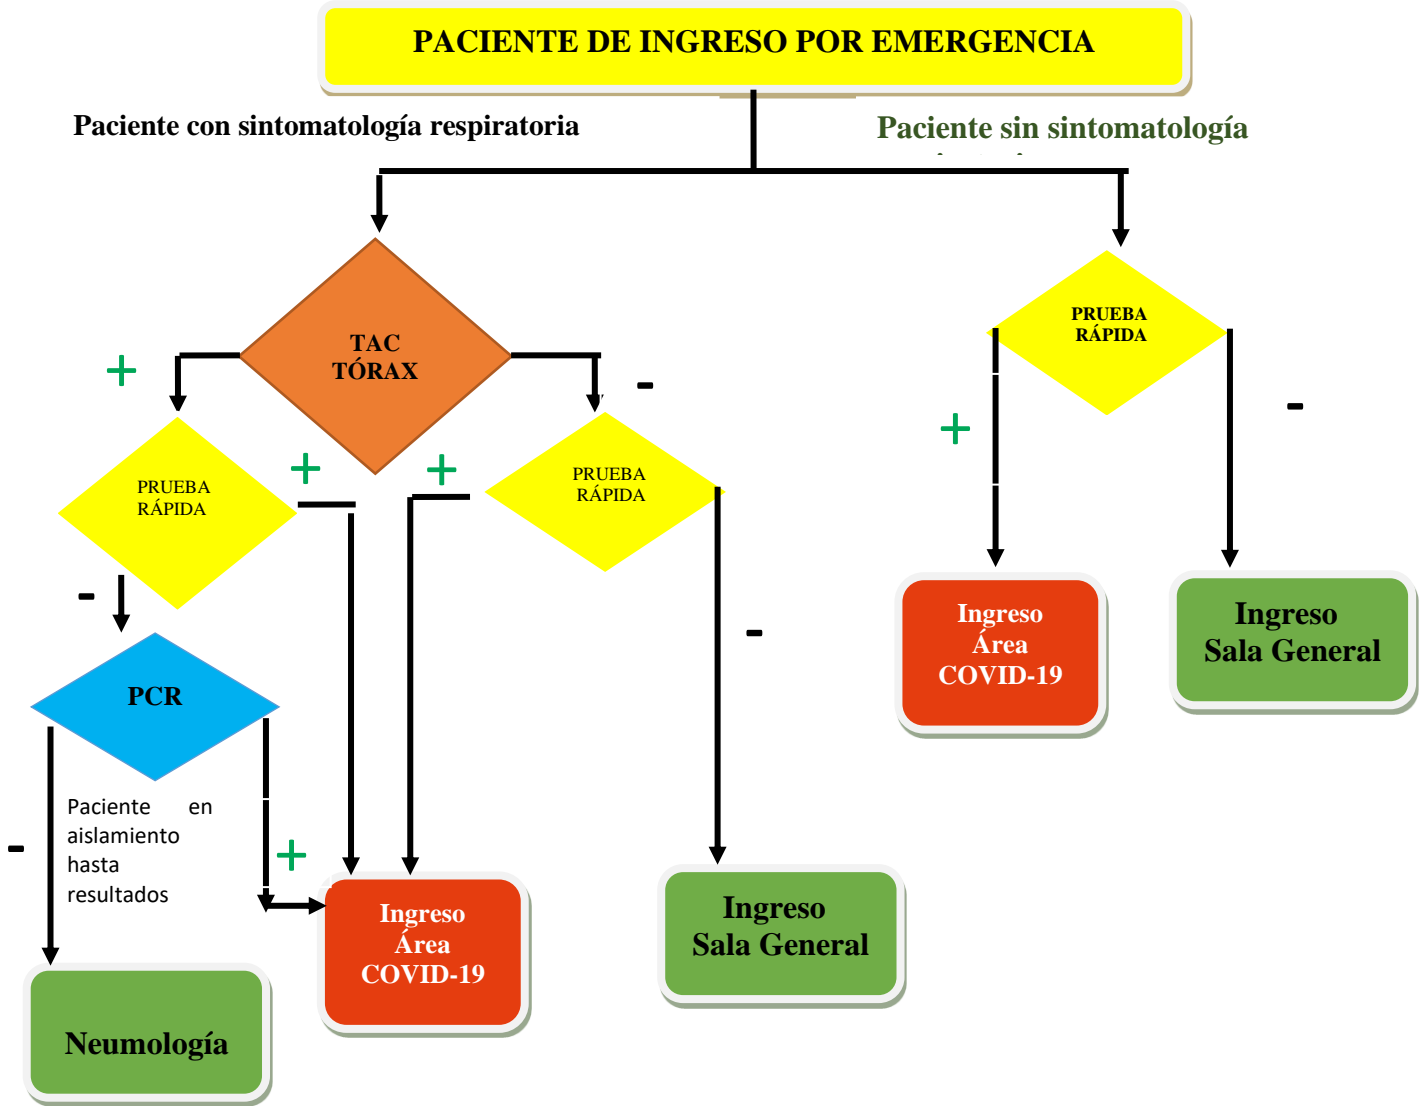 PACIENTE DE INGRESO POR EMERGENCIA
Paciente con sintomatología respiratoria
Paciente sin sintomatología
TAC
TÓRAX
PRUEBA
RÁPIDA
+
-
+
-
PRUEBA
RÁPIDA
+
+
PRUEBA
RÁPIDA
-
-
PCR
Paciente en
aislamiento
hasta
resultados
-
+
Ingreso
Área
COVID-19
Ingreso
Sala General
Ingreso
Área
COVID-19
Ingreso
Sala General
Neumología